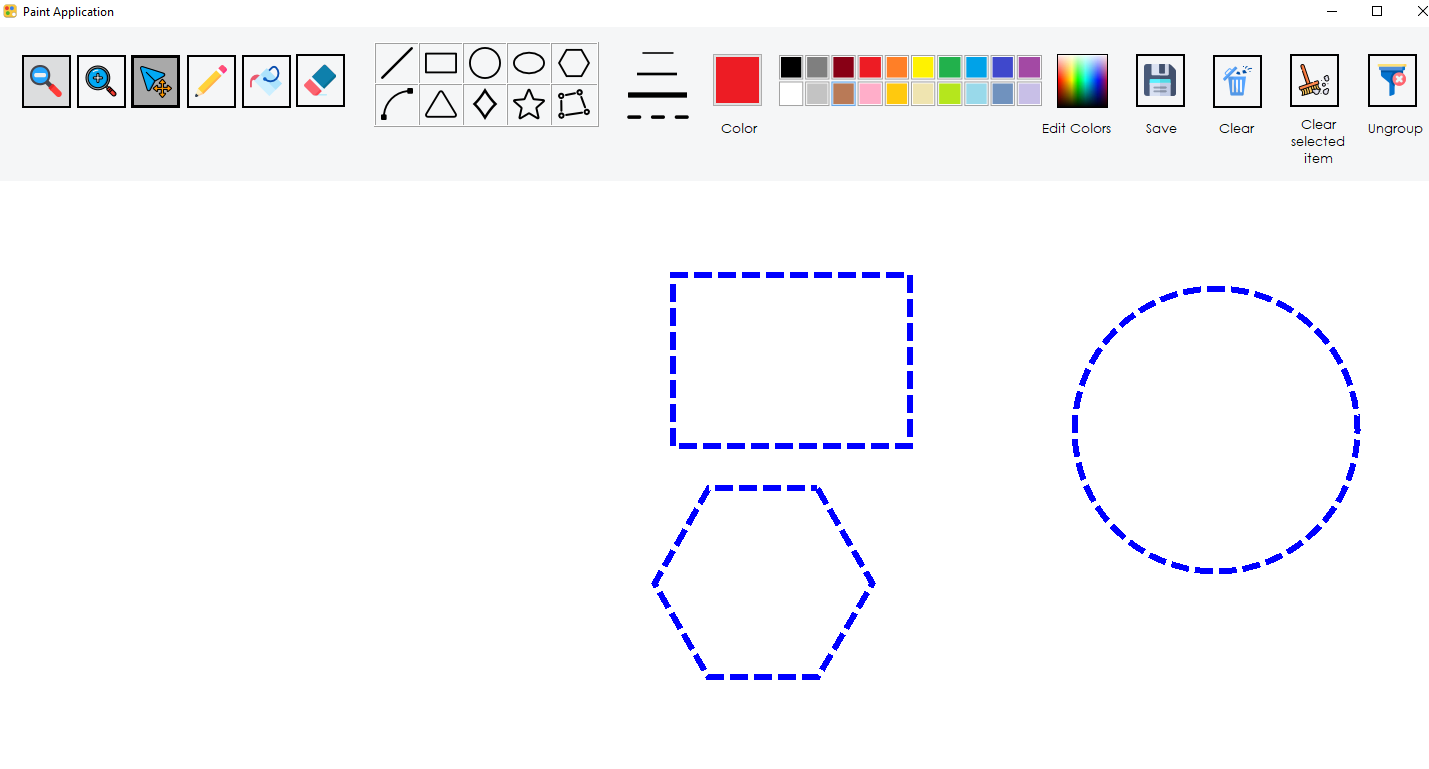 Paint Application
Color
Edit Colors
Save
Clear
Clear
selected
item
Ungroup